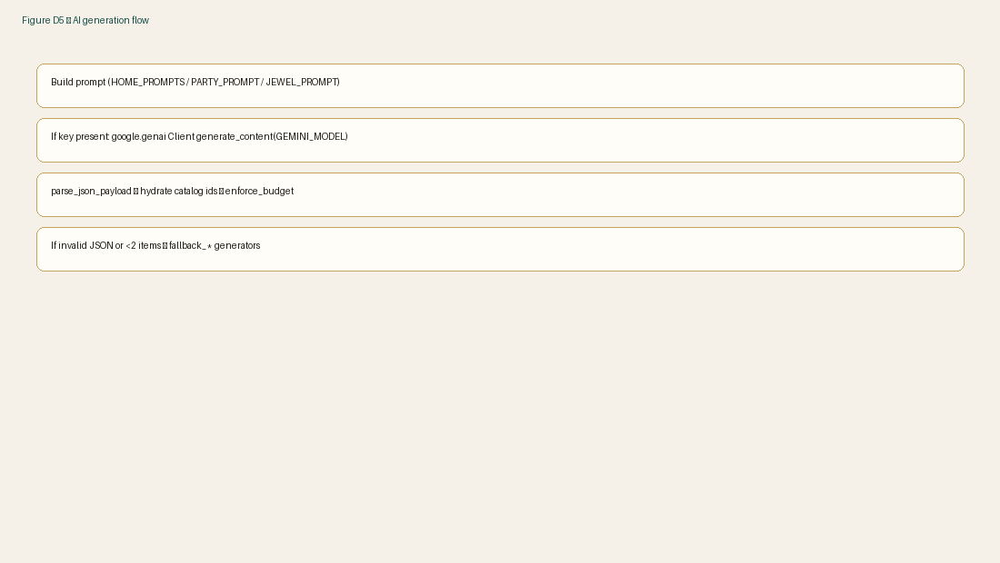 Figure D5 ▯ AI generation flow
Build prompt (HOME_PROMPTS / PARTY_PROMPT / JEWEL_PROMPT)
If key present: google.genai Client generate_content(GEMINI_MODEL)
parse_json_payload ▯ hydrate catalog ids ▯ enforce_budget
If invalid JSON or <2 items ▯ fallback_* generators